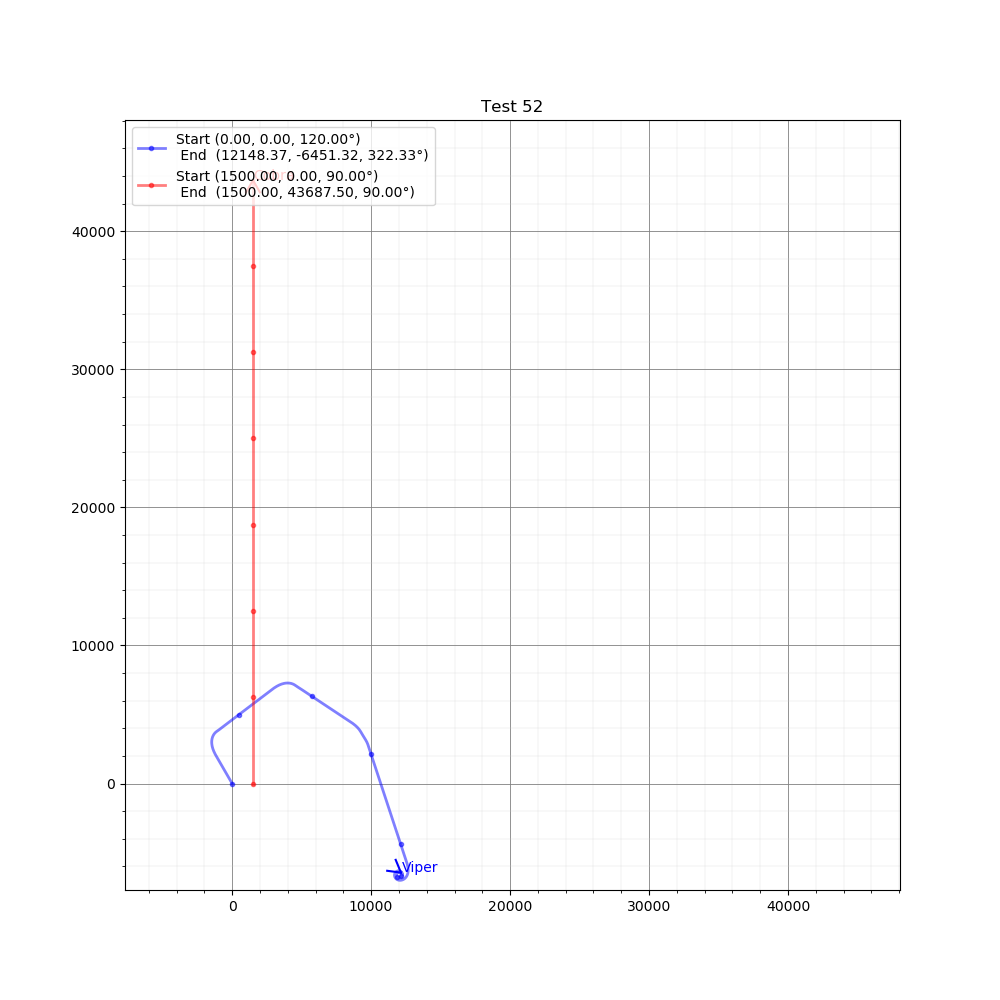 Test 52
Start (0.00, 0.00, 120.00°)
End  (12148.37, -6451.32, 322.33°)
Start (1500.00, 0.00, 90.00°)
End  (1500.00, 43687.50, 90.00°)
40000
30000
20000
10000
0
Viper
0
10000
20000
30000
40000